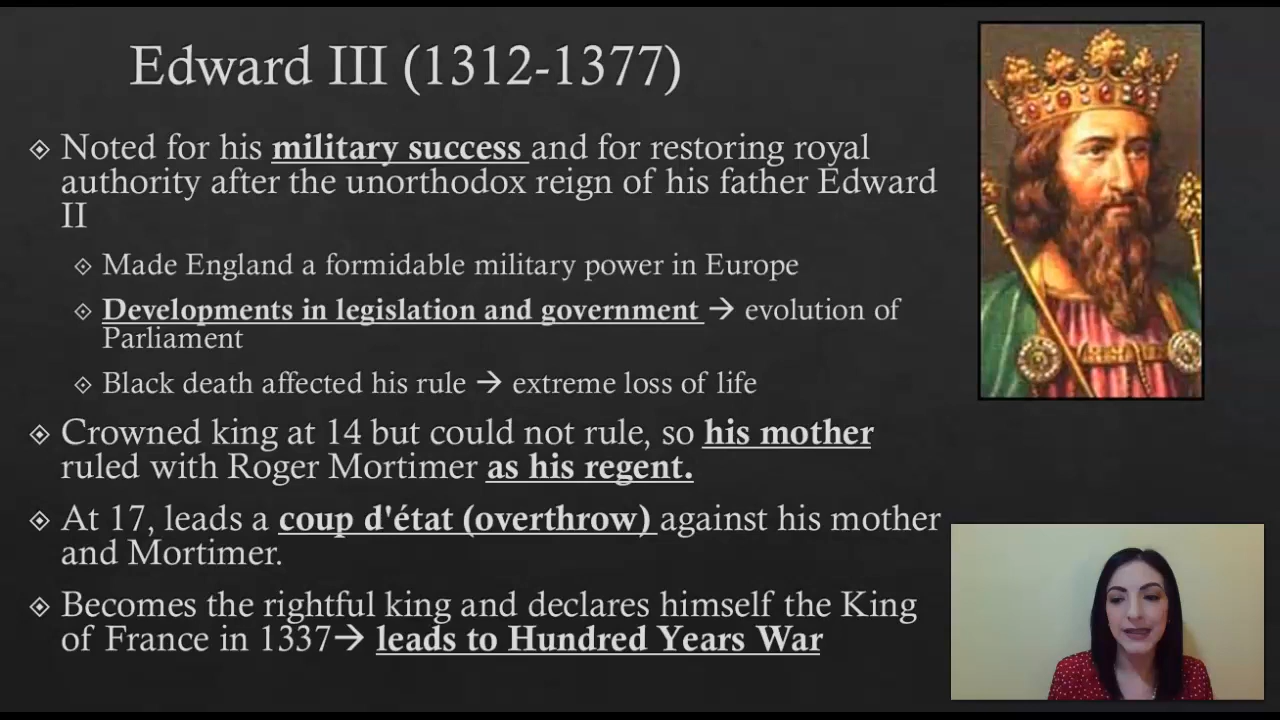 Edward III (1312-1377)
Noted for his military success and for restoring royal
authority after the unorthodox reign of his father Edward
II
Made England a formidable military power in Europe
Developments in legislation and government → evolution of
Parliament
Black death affected his rule → extreme loss of life
Crowned king at 14 but could not rule, so his mother
ruled with Roger Mortimer as his regent.
At 17, leads a coup d'état (overthrow) against his mother
and Mortimer.
Becomes the rightful king and declares himself the King
of France in 1337→ leads to Hundred Years War